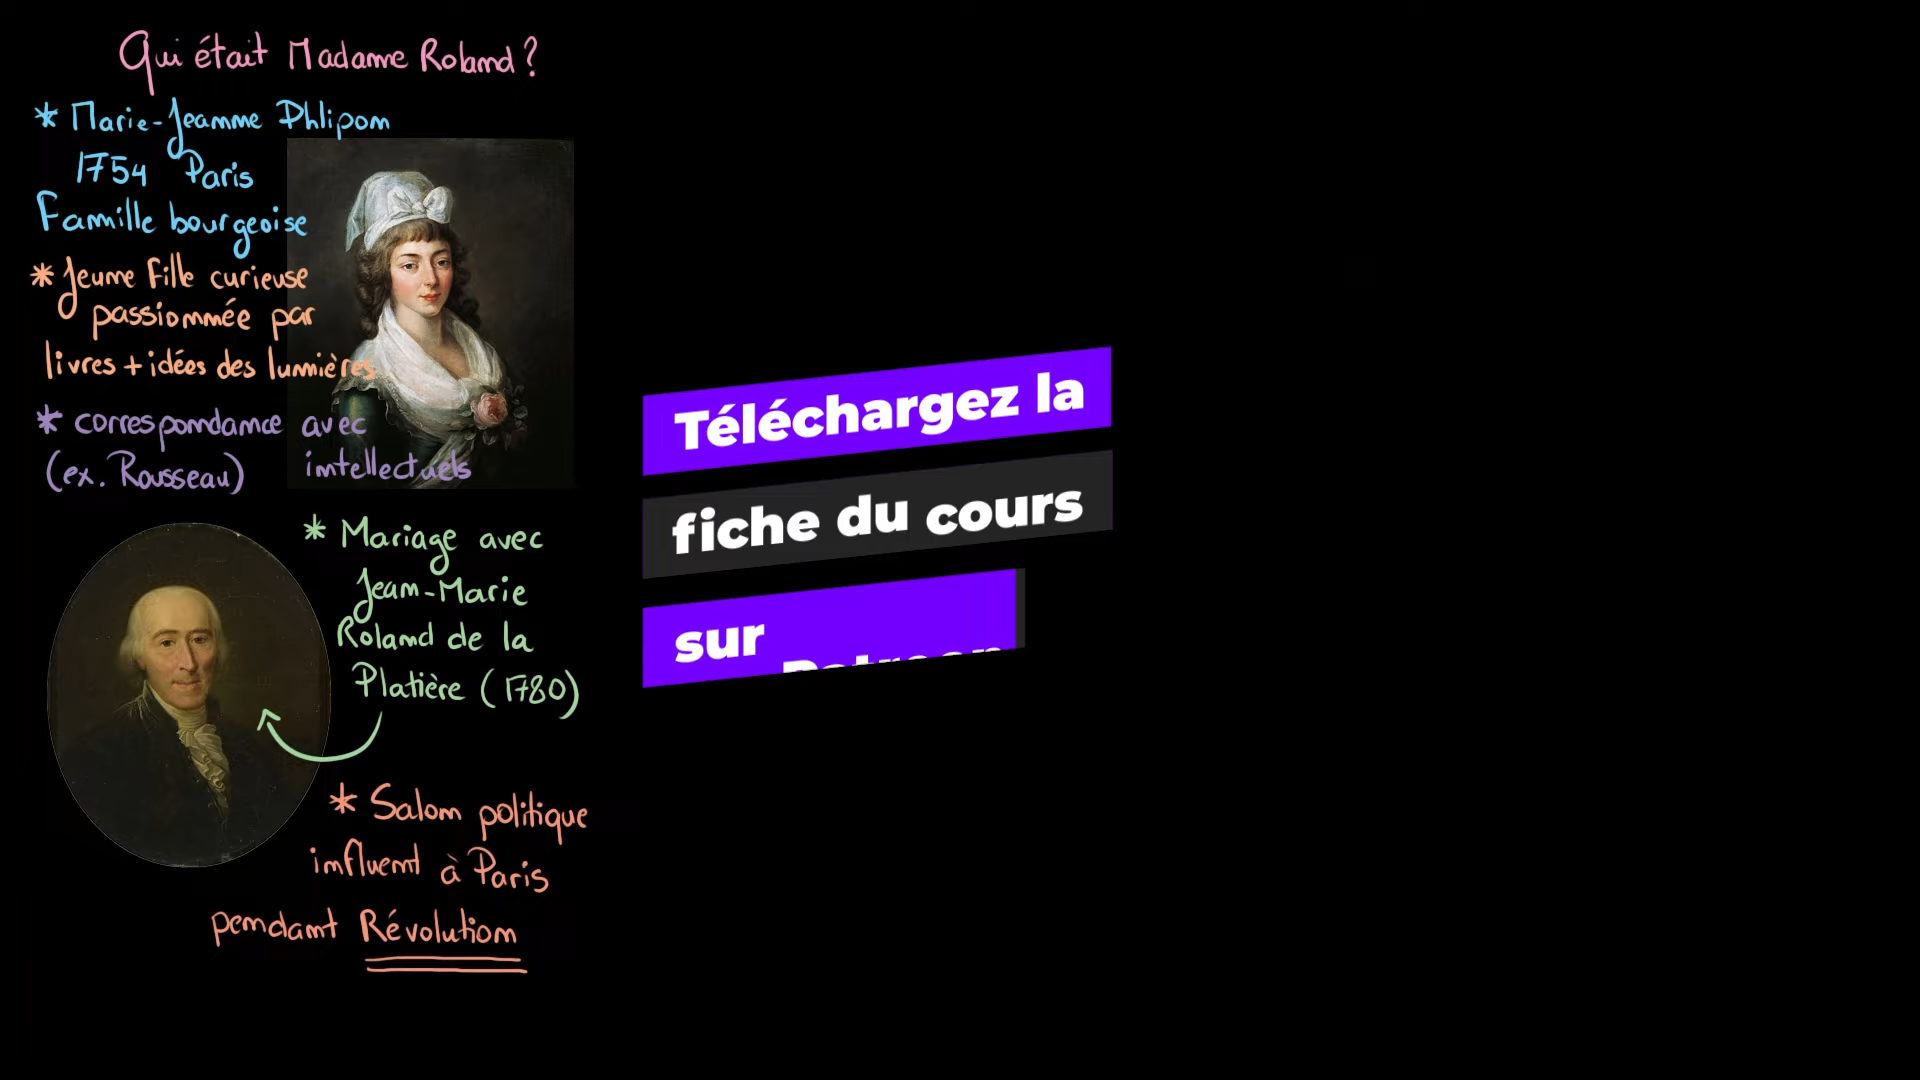 Qui était Madame Roland?
* Marie-Jeanne Phlipon
1754 Paris
Famille bourgeoise
* Jeune fille curieuse
passionnée par
livres + idées des lumières
* correspondance avec
(ex. Rousseau) intellectuels
* Mariage avec
Jean-Marie
Roland de la
Platière (1780)
* Salon politique
influent à Paris
pendant Révolution
Téléchargez la
fiche du cours
sur